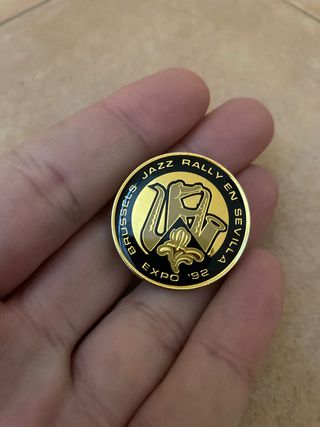 BRUSSELS JAZZ RALLY EN SEVILLA
EXPO '92